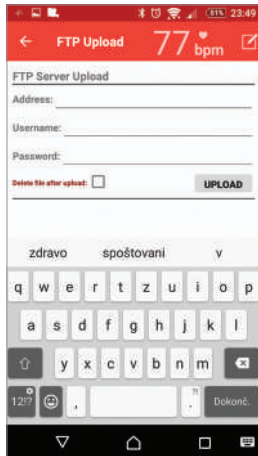 91% 23:49
FTP Upload 77 bpm
FTP Server Upload
Address:
Username:
Password:
Delete file after upload: UPLOAD
zdravo spoštovani v
q w e r t z u i o p
a s d f g h j k l
y x c v b n m
12!? , . ?! Dokonč.